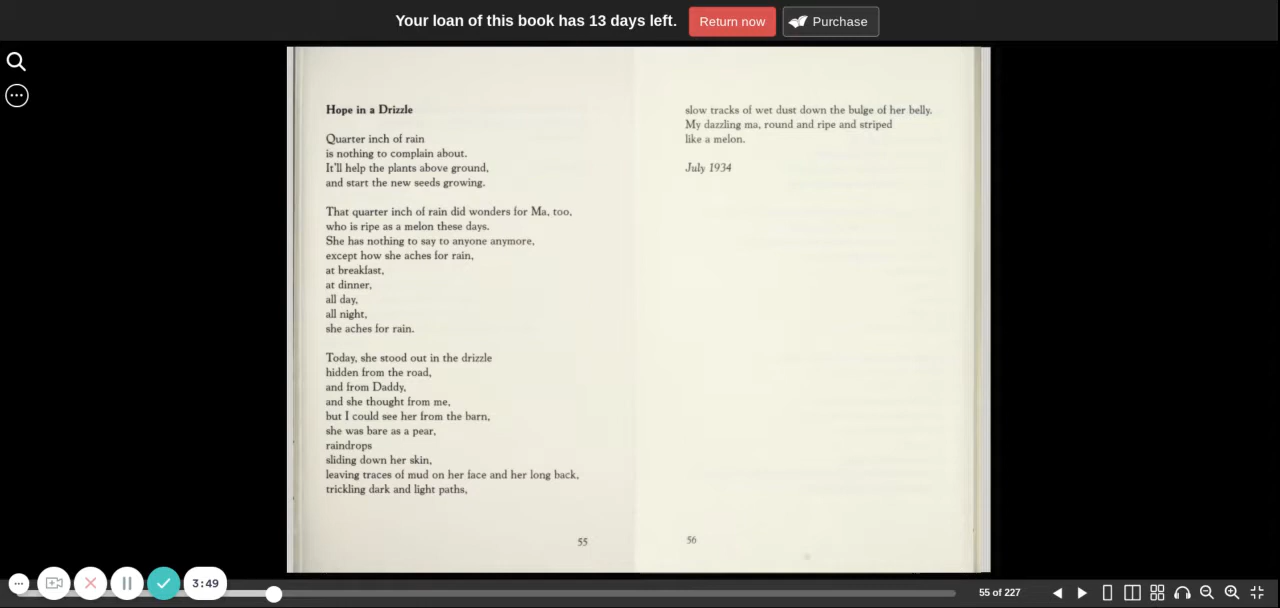 Your loan of this book has 13 days left.
Return now
Purchase
Hope in a Drizzle
Quarter inch of rain
is nothing to complain about.
It'll help the plants above ground,
and start the new seeds growing.
That quarter inch of rain did wonders for Ma, too,
who is ripe as a melon these days.
She has nothing to say to anyone anymore,
except how she aches for rain,
at breakfast,
at dinner,
all day,
all night,
she aches for rain.
Today, she stood out in the drizzle
hidden from the road,
and from Daddy,
and she thought from me,
but I could see her from the barn,
she was bare as a pear,
raindrops
sliding down her skin,
leaving traces of mud on her face and her long back,
trickling dark and light paths,
55
slow tracks of wet dust down the bulge of her belly.
My dazzling ma, round and ripe and striped
like a melon.
July 1934
56
3:49
55 of 227